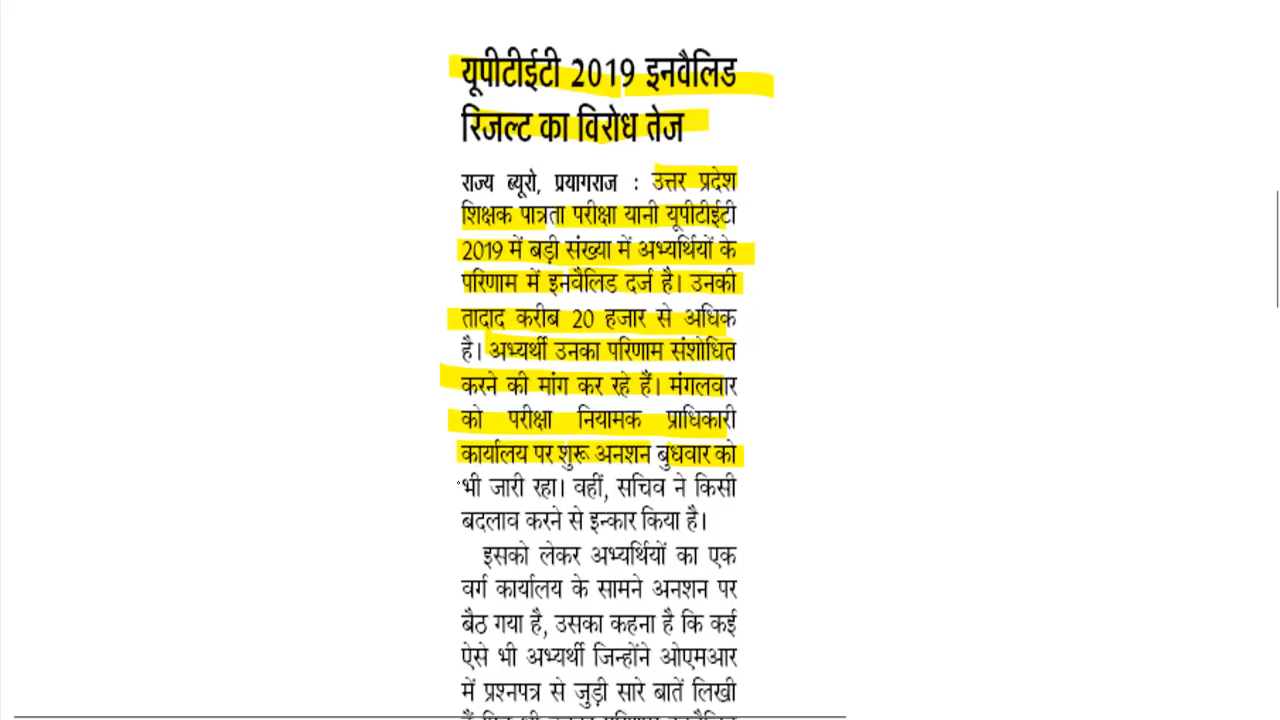 यूपीटीईटी 2019 इनवैलिड
रिजल्ट का विरोध तेज
राज्य ब्यूरो, प्रयागराज : उत्तर प्रदेश
शिक्षक पात्रता परीक्षा यानी यूपीटीईटी
2019 में बड़ी संख्या में अभ्यर्थियों के
परिणाम में इनवैलिड दर्ज है। उनकी
तादाद करीब 20 हजार से अधिक
है। अभ्यर्थी उनका परिणाम संशोधित
करने की मांग कर रहे हैं। मंगलवार
को परीक्षा नियामक प्राधिकारी
कार्यालय पर शुरू अनशन बुधवार को
भी जारी रहा। वहीं, सचिव ने किसी
बदलाव करने से इन्कार किया है।
इसको लेकर अभ्यर्थियों का एक
वर्ग कार्यालय के सामने अनशन पर
बैठ गया है, उसका कहना है कि कई
ऐसे भी अभ्यर्थी जिन्होंने ओएमआर
में प्रश्नपत्र से जुड़ी सारे बातें लिखी